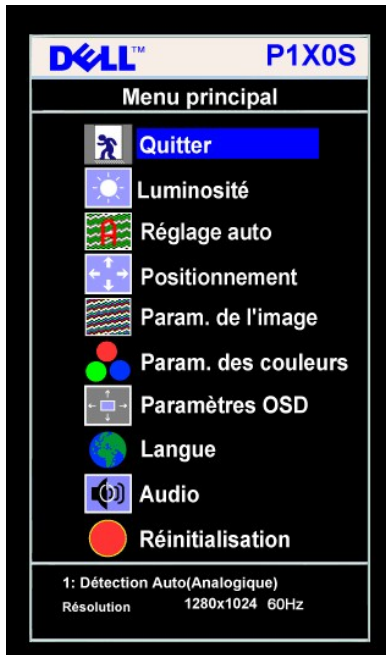 DELL™ P1X0S
Menu principal
Quitter
Luminosité
Réglage auto
Positionnement
Param. de l'image
Param. des couleurs
Paramètres OSD
Langue
Audio
Réinitialisation
1: Détection Auto(Analogique)
Résolution 1280x1024 60Hz